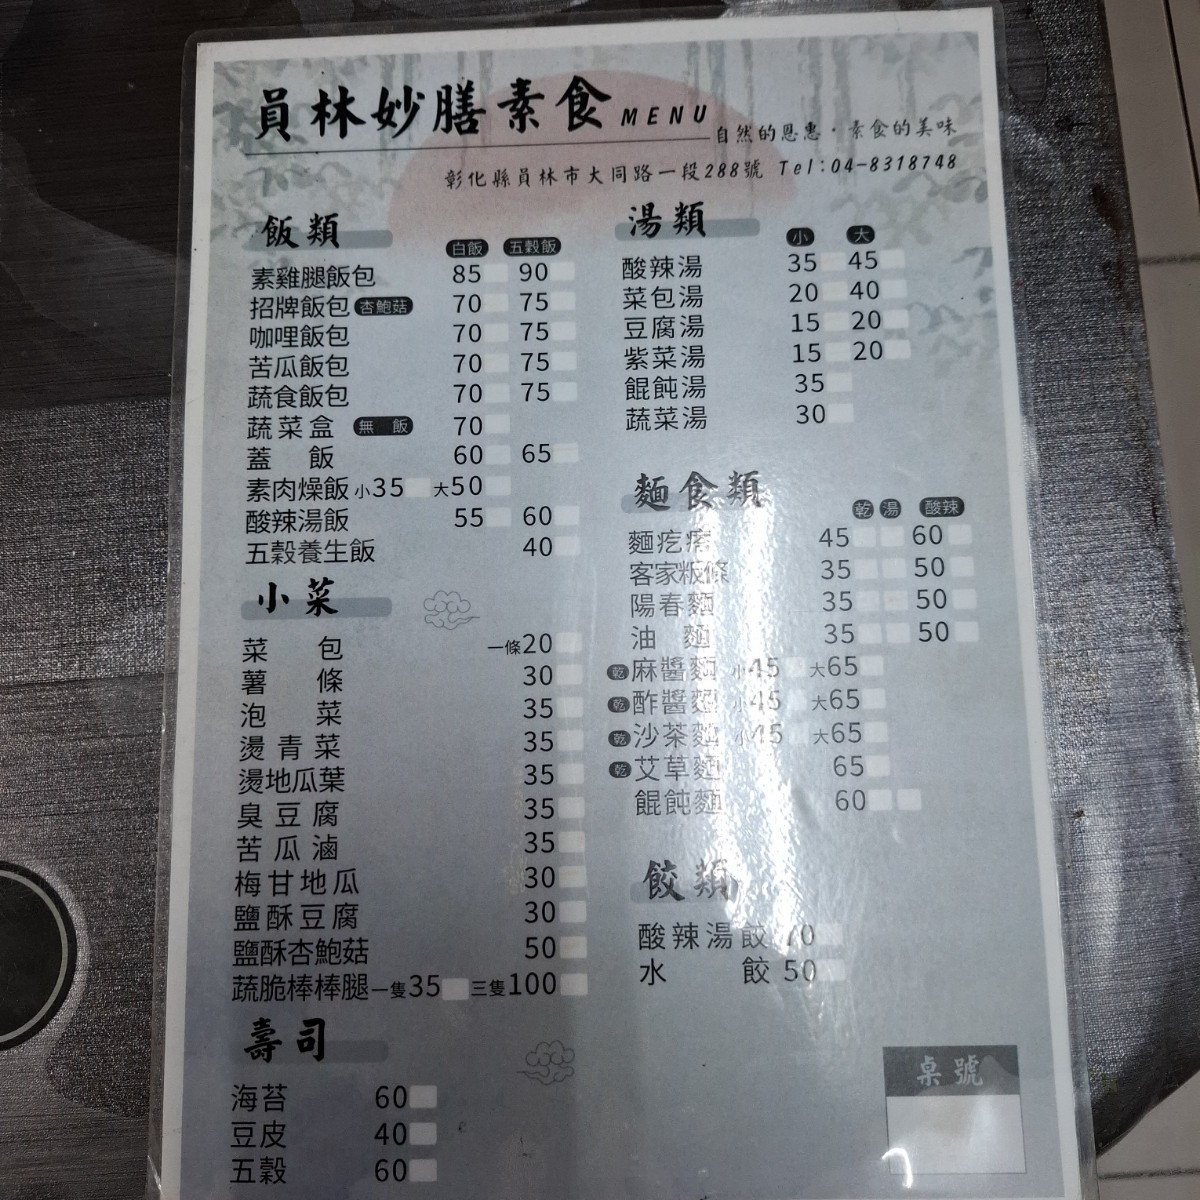 員林妙膳素食 MENU
自然的恩惠·素食的美味
彰化縣員林市大同路一段288號 Tel:04-8318748
飯類
白飯 五穀飯
素雞腿飯包 85 90
招牌飯包 杏鮑菇 70 75
咖哩飯包 70 75
苦瓜飯包 70 75
蔬食飯包 70 75
蔬菜盒 無飯 70
蓋飯 60 65
素肉燥飯 小35 大50
酸辣湯飯 55 60
五穀養生飯 40
小菜
菜包 一條20
薯條 30
泡菜 35
燙青菜 35
燙地瓜葉 35
臭豆腐 35
苦瓜滷 35
梅甘地瓜 30
鹽酥豆腐 30
鹽酥杏鮑菇 50
蔬脆棒棒腿 一隻35 三隻100
壽司
海苔 60
豆皮 40
五穀 60
湯類
小 大
酸辣湯 35 45
菜包湯 20 40
豆腐湯 15 20
紫菜湯 15 20
餛飩湯 35
蔬菜湯 30
麵食類
乾 湯 酸辣
麵疙瘩 45 60
客家粄條 35 50
陽春麵 35 50
油麵 35 50
乾 麻醬麵 小45 大65
乾 酢醬麵 小45 大65
乾 沙茶麵 小45 大65
乾 艾草麵 65
餛飩麵 60
餃類
酸辣湯餃 70
水餃 50
桌號